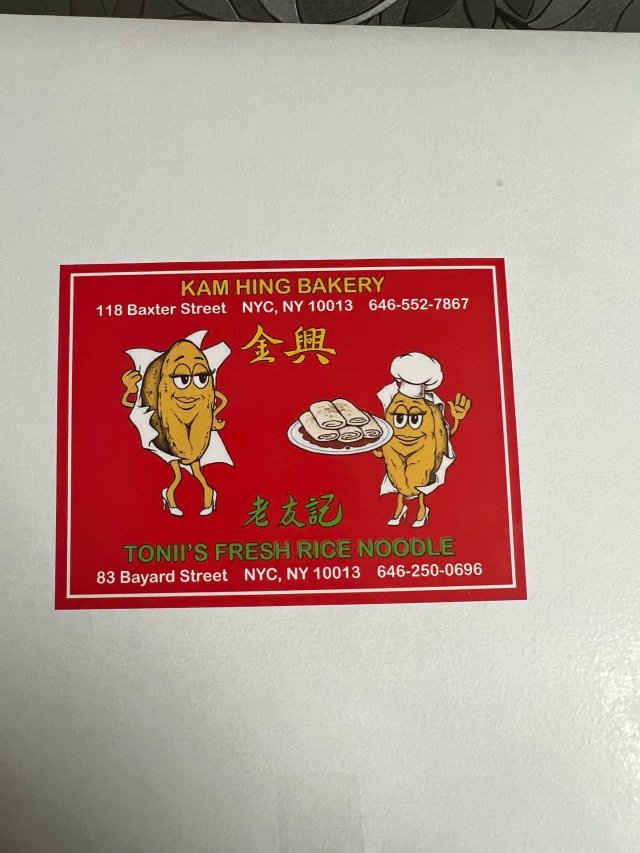 KAM HING BAKERY
118 Baxter Street NYC, NY 10013 646-552-7867
金興
老友記
TONII'S FRESH RICE NOODLE
83 Bayard Street NYC, NY 10013 646-250-0696